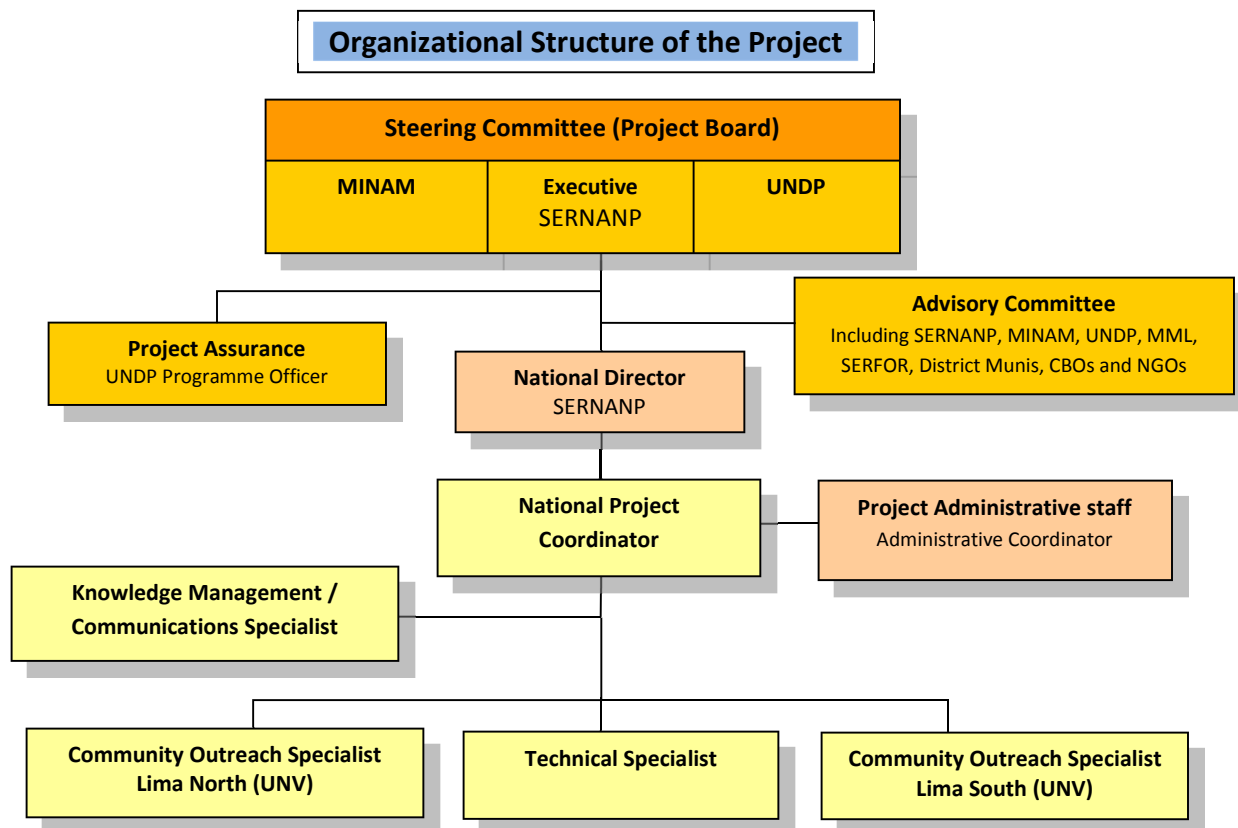 Organizational Structure of the Project
Steering Committee (Project Board)
MINAM
Executive
SERNANP
UNDP
Project Assurance
UNDP Programme Officer
Advisory Committee
Including SERNANP, MINAM, UNDP, MML,
SERFOR, District Munis, CBOs and NGOs
National Director
SERNANP
National Project
Coordinator
Project Administrative staff
Administrative Coordinator
Knowledge Management /
Communications Specialist
Community Outreach Specialist
Lima North (UNV)
Technical Specialist
Community Outreach Specialist
Lima South (UNV)